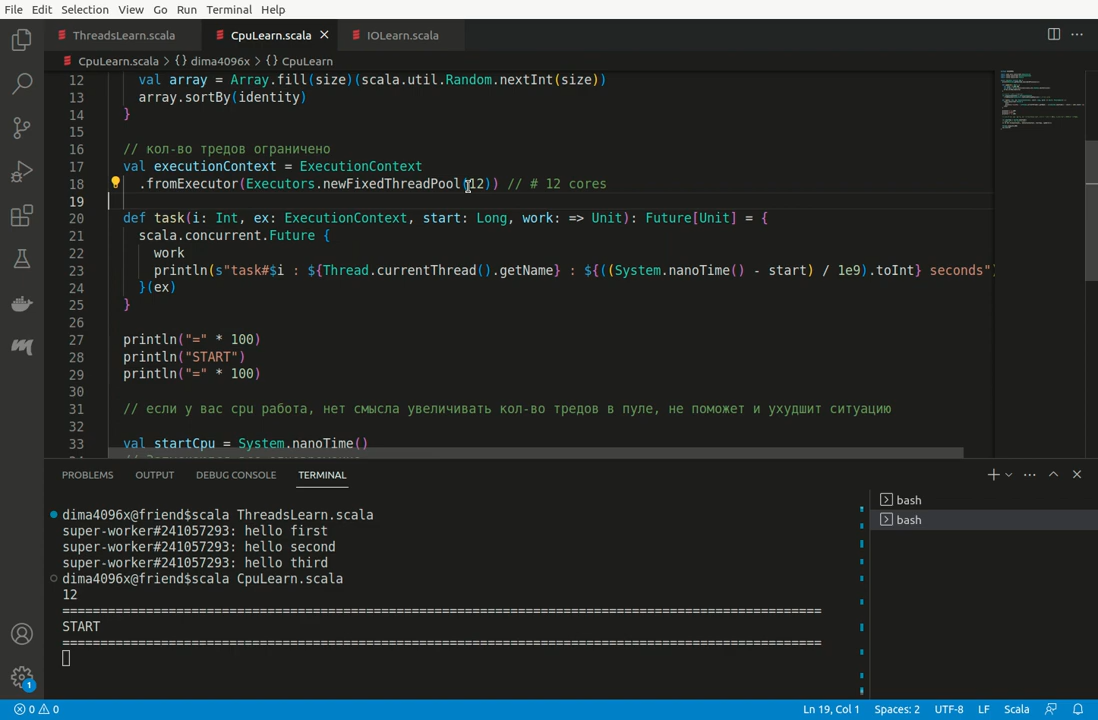 File Edit Selection View Go Run Terminal Help
ThreadsLearn.scala CpuLearn.scala IOLearn.scala
CpuLearn.scala > {} dima4096x > {} CpuLearn
12 val array = Array.fill(size)(scala.util.Random.nextInt(size))
13 array.sortBy(identity)
14 }
15
16 // кол-во тредов ограничено
17 val executionContext = ExecutionContext
18 .fromExecutor(Executors.newFixedThreadPool(12)) // # 12 cores
19
20 def task(i: Int, ex: ExecutionContext, start: Long, work: => Unit): Future[Unit] = {
21 scala.concurrent.Future {
22 work
23 println(s"task#$i : ${Thread.currentThread().getName} : ${((System.nanoTime() - start) / 1e9).toInt} seconds")
24 }(ex)
25 }
26
27 println("=" * 100)
28 println("START")
29 println("=" * 100)
30
31 // если у вас cpu работа, нет смысла увеличивать кол-во тредов в пуле, не поможет и ухудшит ситуацию
32
33 val startCpu = System.nanoTime()
PROBLEMS OUTPUT DEBUG CONSOLE TERMINAL
dima4096x@friend$scala ThreadsLearn.scala
super-worker#241057293: hello first
super-worker#241057293: hello second
super-worker#241057293: hello third
dima4096x@friend$scala CpuLearn.scala
12
====================================================================================================
START
====================================================================================================
bash
bash
1
0 0 Ln 19, Col 1 Spaces: 2 UTF-8 LF Scala